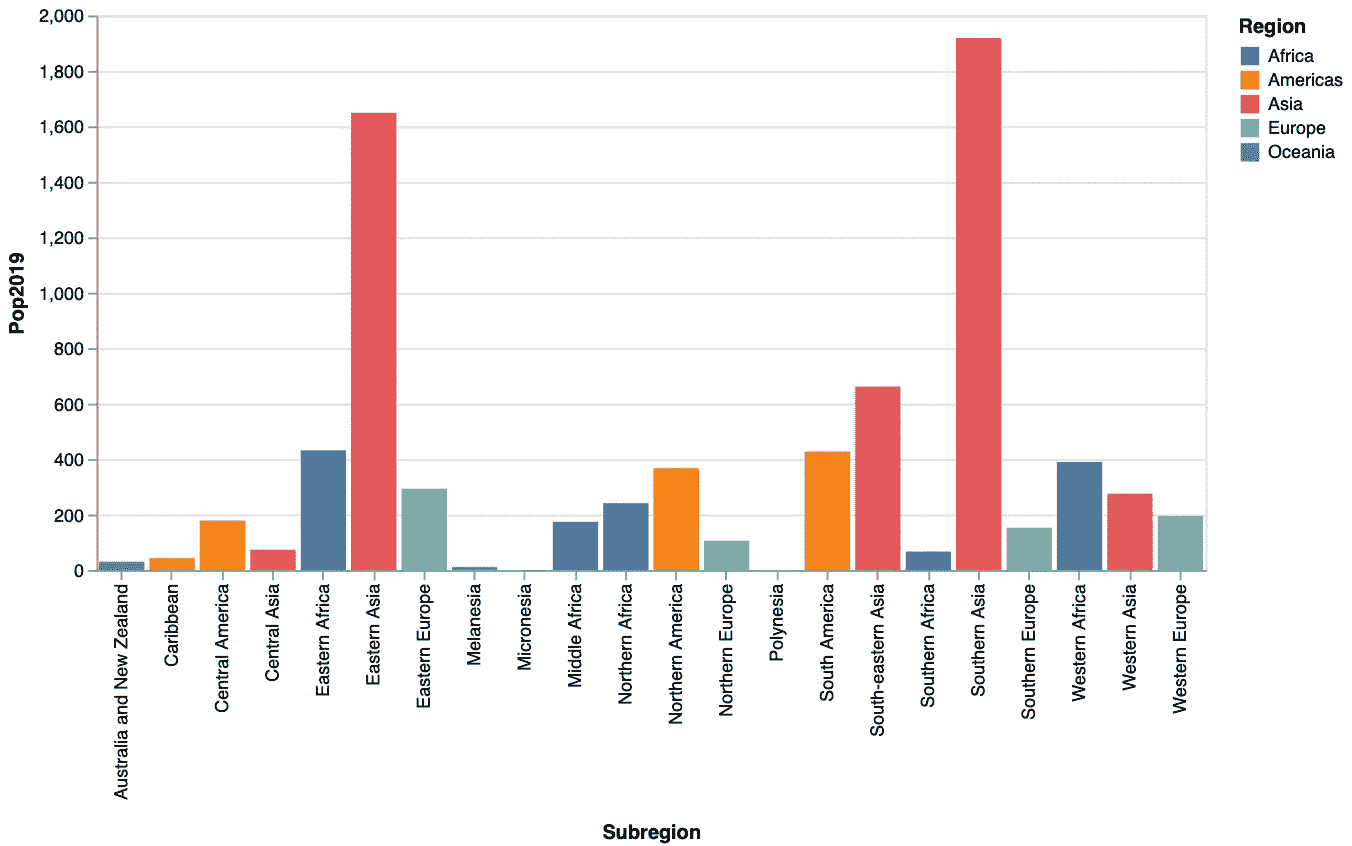 2,000
1,800
1,600
1,400
1,200
1,000
800
600
400
200
0
Pop2019
Australia and New Zealand
Caribbean
Central America
Central Asia
Eastern Africa
Eastern Asia
Eastern Europe
Melanesia
Micronesia
Middle Africa
Northern Africa
Northern America
Northern Europe
Polynesia
South America
South-eastern Asia
Southern Africa
Southern Asia
Southern Europe
Western Africa
Western Asia
Western Europe
Subregion
Region
Africa
Americas
Asia
Europe
Oceania